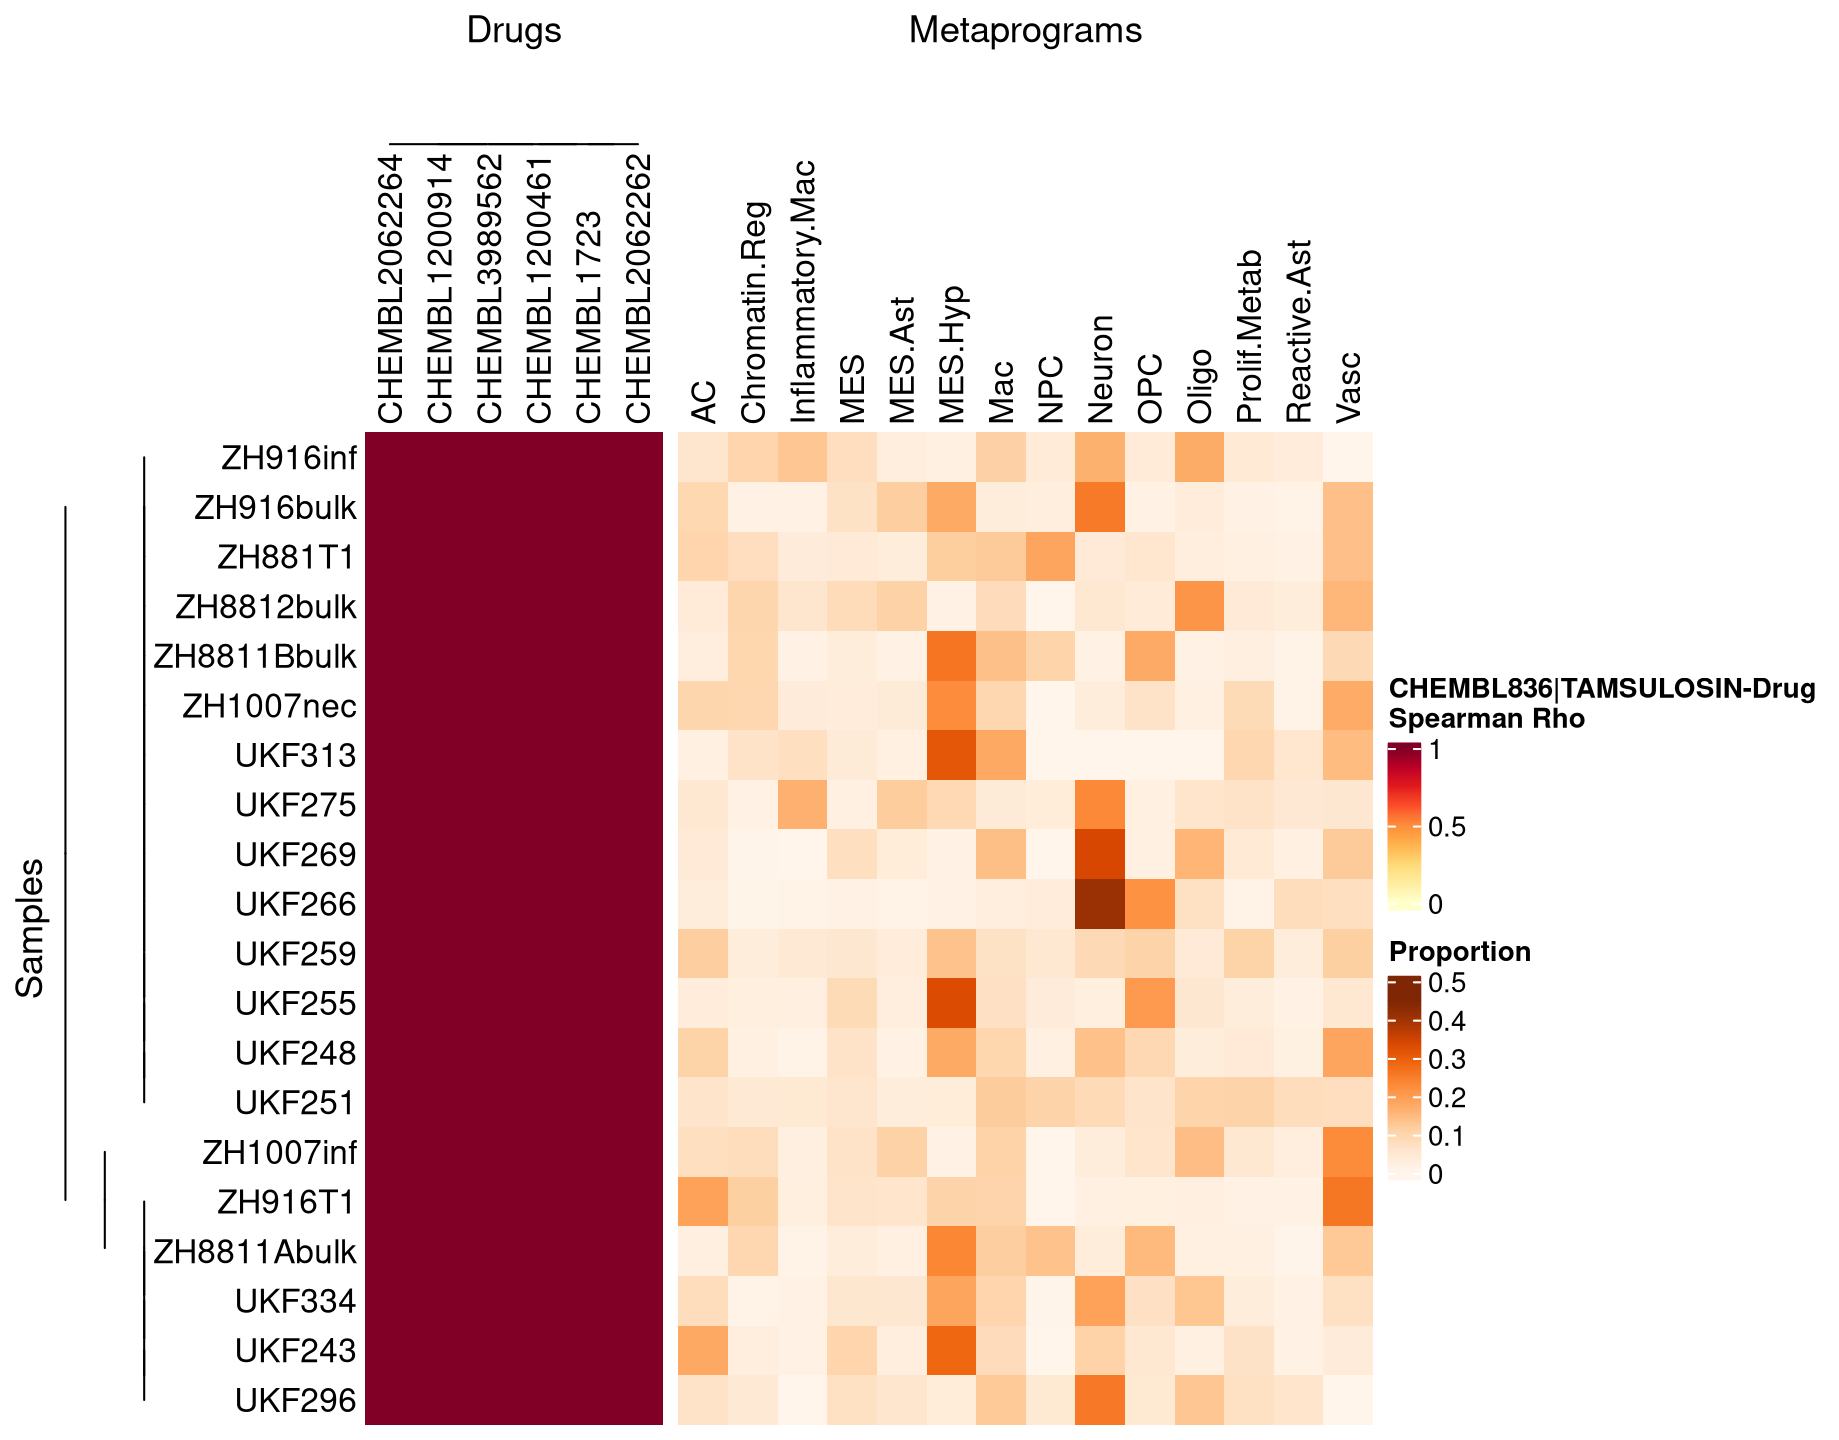 Drugs
Metaprograms
CHEMBL2062264
CHEMBL1200914
CHEMBL3989562
CHEMBL1200461
CHEMBL1723
CHEMBL2062262
AC
Chromatin.Reg
Inflammatory.Mac
MES
MES.Ast
MES.Hyp
Mac
NPC
Neuron
OPC
Oligo
Prolif.Metab
Reactive.Ast
Vasc
Samples
ZH916inf
ZH916bulk
ZH881T1
ZH8812bulk
ZH8811Bbulk
ZH1007nec
UKF313
UKF275
UKF269
UKF266
UKF259
UKF255
UKF248
UKF251
ZH1007inf
ZH916T1
ZH8811Abulk
UKF334
UKF243
UKF296
CHEMBL836|TAMSULOSIN-Drug
Spearman Rho
1
0.5
0
Proportion
0.5
0.4
0.3
0.2
0.1
0